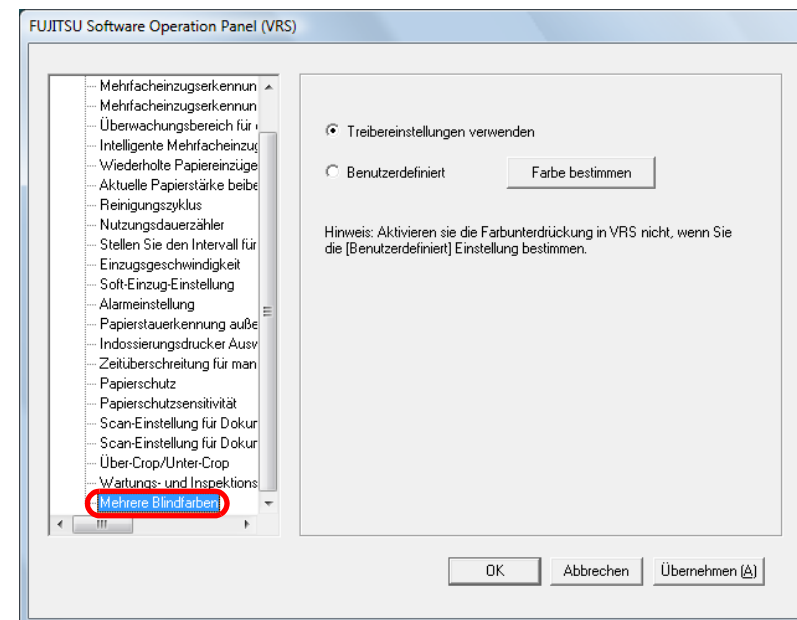 FUJITSU Software Operation Panel (VRS)
Mehrfacheinzugserkennun
Mehrfacheinzugserkennun
Überwachungsbereich für
Intelligente Mehrfacheinzug
Wiederholte Papiereinzüge
Aktuelle Papierstärke beibe
Reinigungszyklus
Nutzungsdauerzähler
Stellen Sie den Intervall für
Einzugsgeschwindigkeit
Soft-Einzug-Einstellung
Alarmeinstellung
Papierstauerkennung auße
Indossierungsdrucker Ausw
Zeitüberschreitung für man
Papierschutz
Papierschutzsensitivität
Scan-Einstellung für Dokur
Scan-Einstellung für Dokur
Über-Crop/Unter-Crop
Wartungs- und Inspektions
Mehrere Blindfarben
Treibereinstellungen verwenden
Benutzerdefiniert
Farbe bestimmen
Hinweis: Aktivieren sie die Farbunterdrückung in VRS nicht, wenn Sie
die [Benutzerdefiniert] Einstellung bestimmen.
OK
Abbrechen
Übernehmen (A)